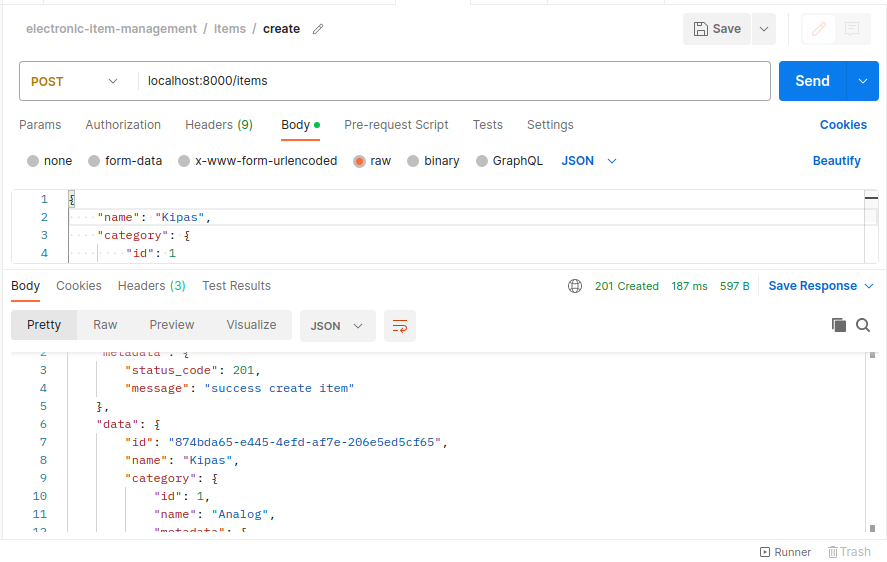 electronic-item-management / items / create
Save
POST
localhost:8000/items
Send
Params Authorization Headers (9) Body Pre-request Script Tests Settings Cookies
none form-data x-www-form-urlencoded raw binary GraphQL JSON Beautify
1 {
2 "name": "Kipas",
3 "category": {
4 "id": 1
Body Cookies Headers (3) Test Results 201 Created 187 ms 597 B Save Response
Pretty Raw Preview Visualize JSON
2 "metadata": {
3 "status_code": 201,
4 "message": "success create item"
5 },
6 "data": {
7 "id": "874bda65-e445-4efd-af7e-206e5ed5cf65",
8 "name": "Kipas",
9 "category": {
10 "id": 1,
11 "name": "Analog",
12 "metadata": {
Runner Trash